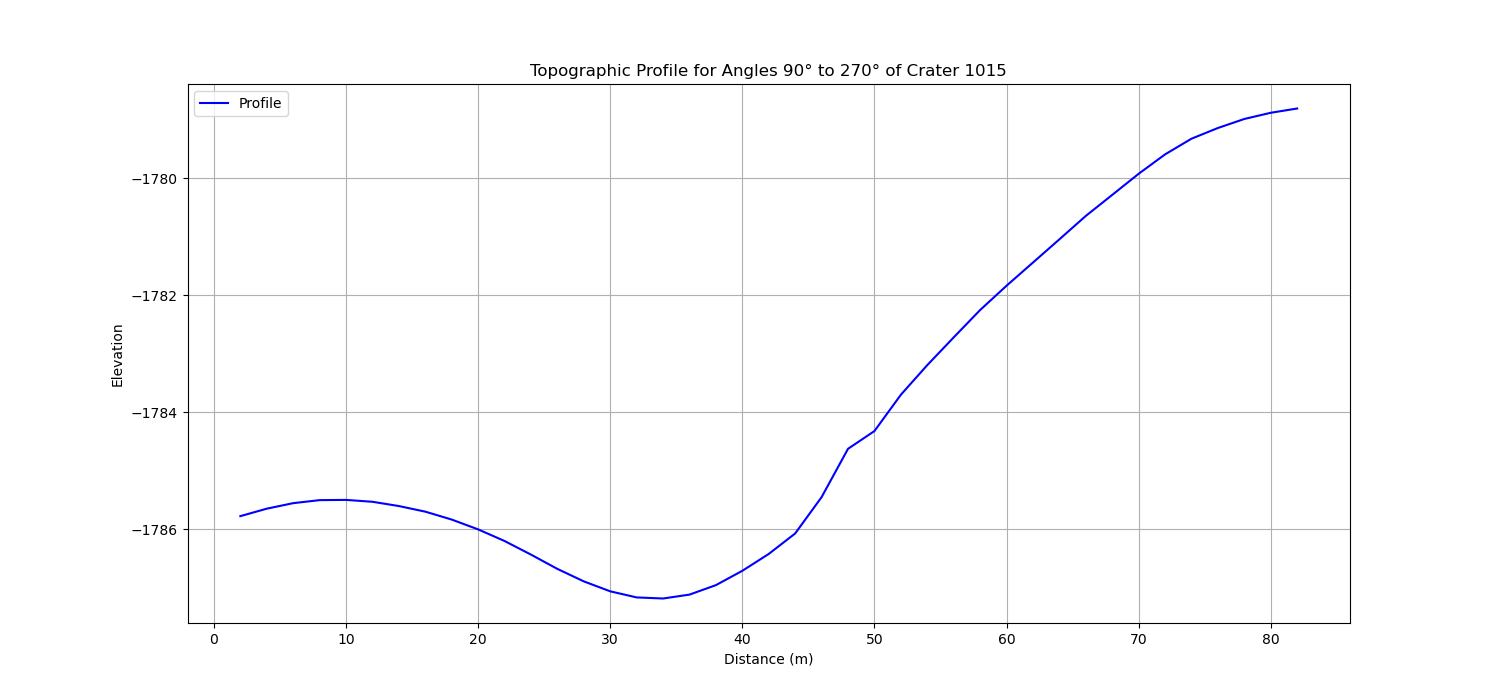 Topographic Profile for Angles 90° to 270° of Crater 1015
Profile
−1780
−1782
−1784
−1786
Elevation
0 10 20 30 40 50 60 70 80
Distance (m)